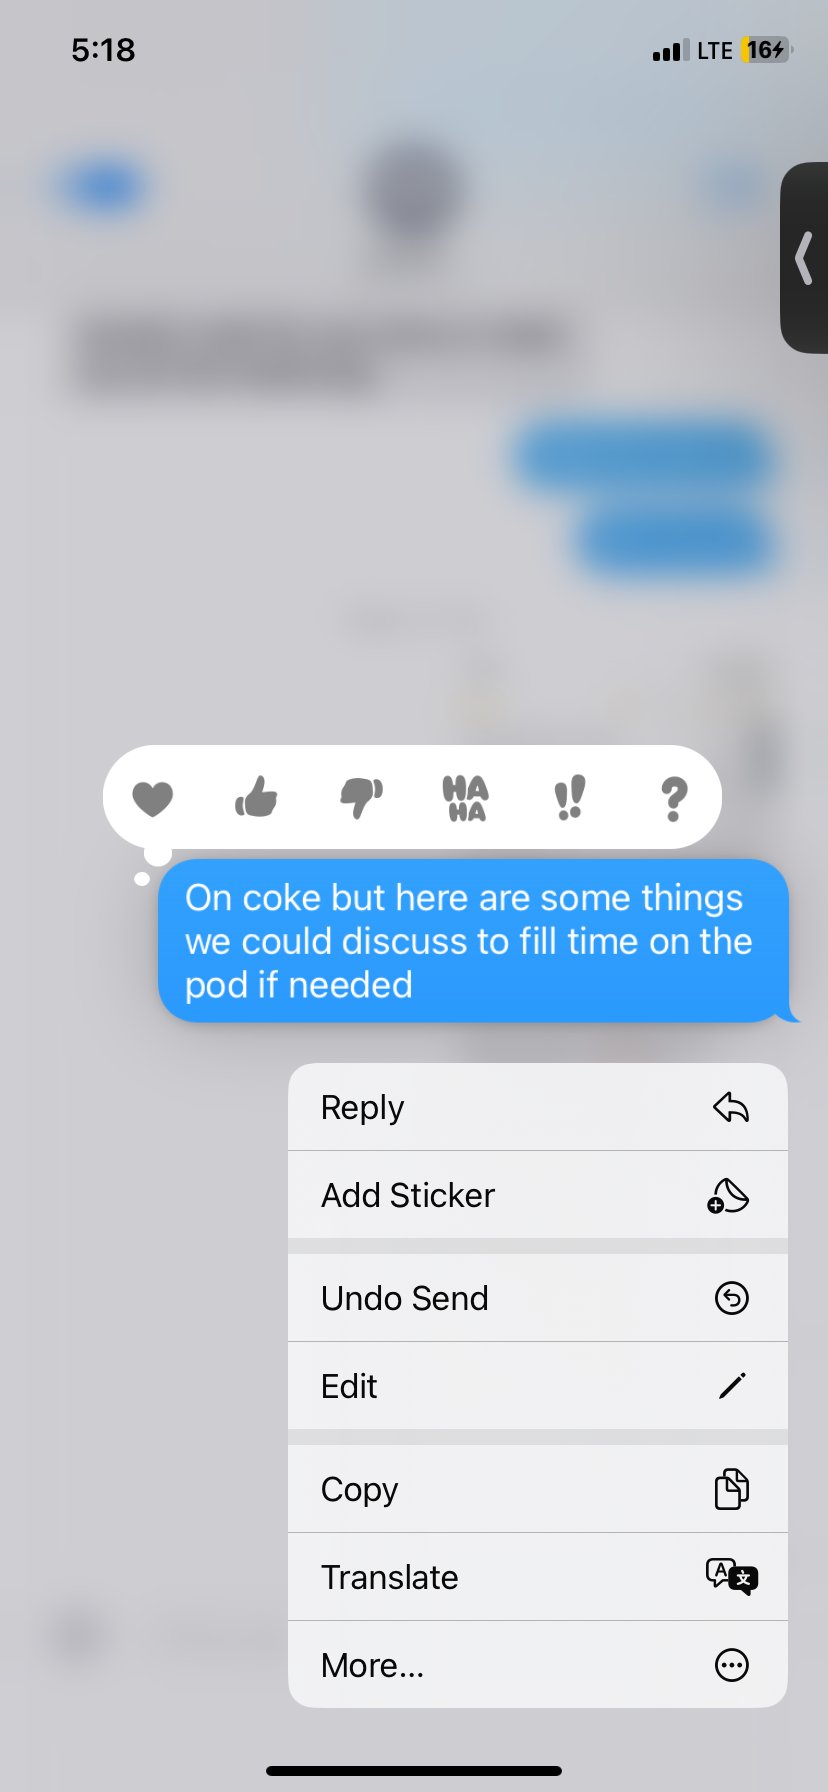 5:18
LTE 16
HA
HA
!!
?
On coke but here are some things
we could discuss to fill time on the
pod if needed
Reply
Add Sticker
Undo Send
Edit
Copy
Translate
A 文
More...